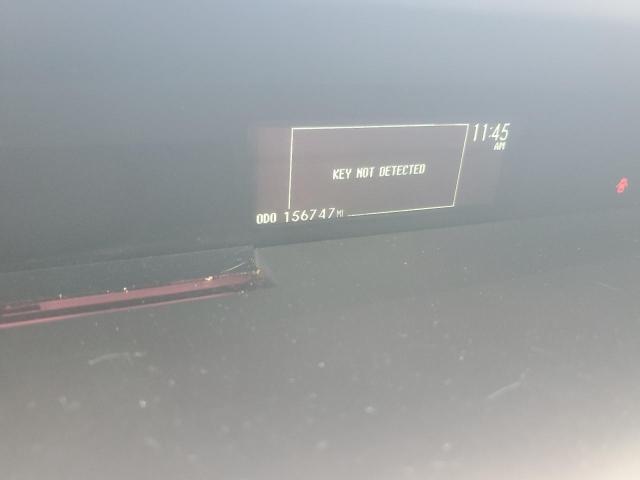 11:45
AM
KEY NOT DETECTED
ODO 156747 MI